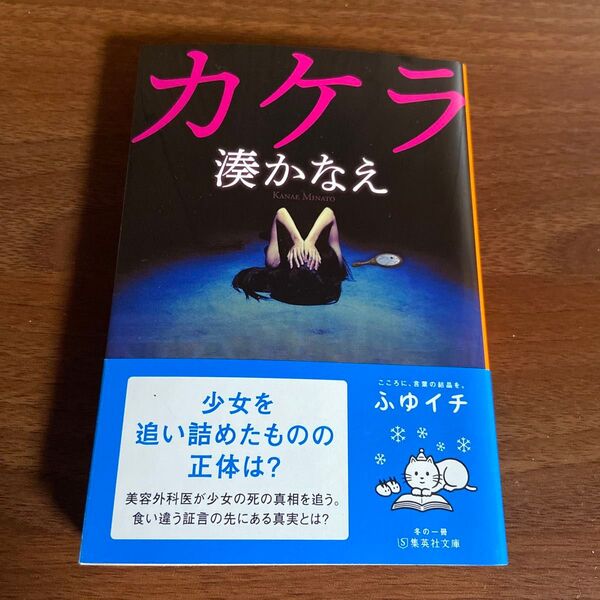 カケラ
湊かなえ
KANAE MINATO
少女を
追い詰めたものの
正体は?
美容外科医が少女の死の真相を追う。
食い違う証言の先にある真実とは?
こころに、言葉の結晶を。
ふゆイチ
冬の一冊
S集英社文庫